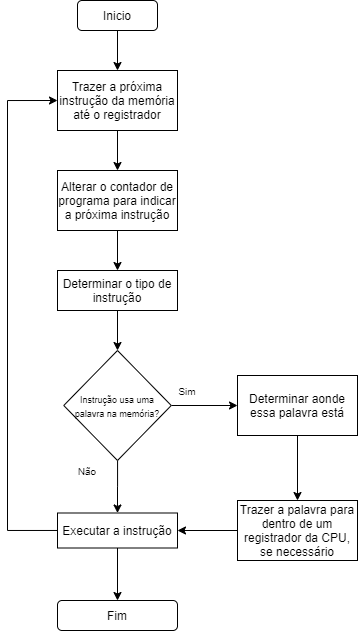 Inicio
Trazer a próxima
instrução da memória
até o registrador
Alterar o contador de
programa para indicar
a próxima instrução
Determinar o tipo de
instrução
Instrução usa uma
palavra na memória?
Sim
Determinar aonde
essa palavra está
Trazer a palavra para
dentro de um
registrador da CPU,
se necessário
Não
Executar a instrução
Fim